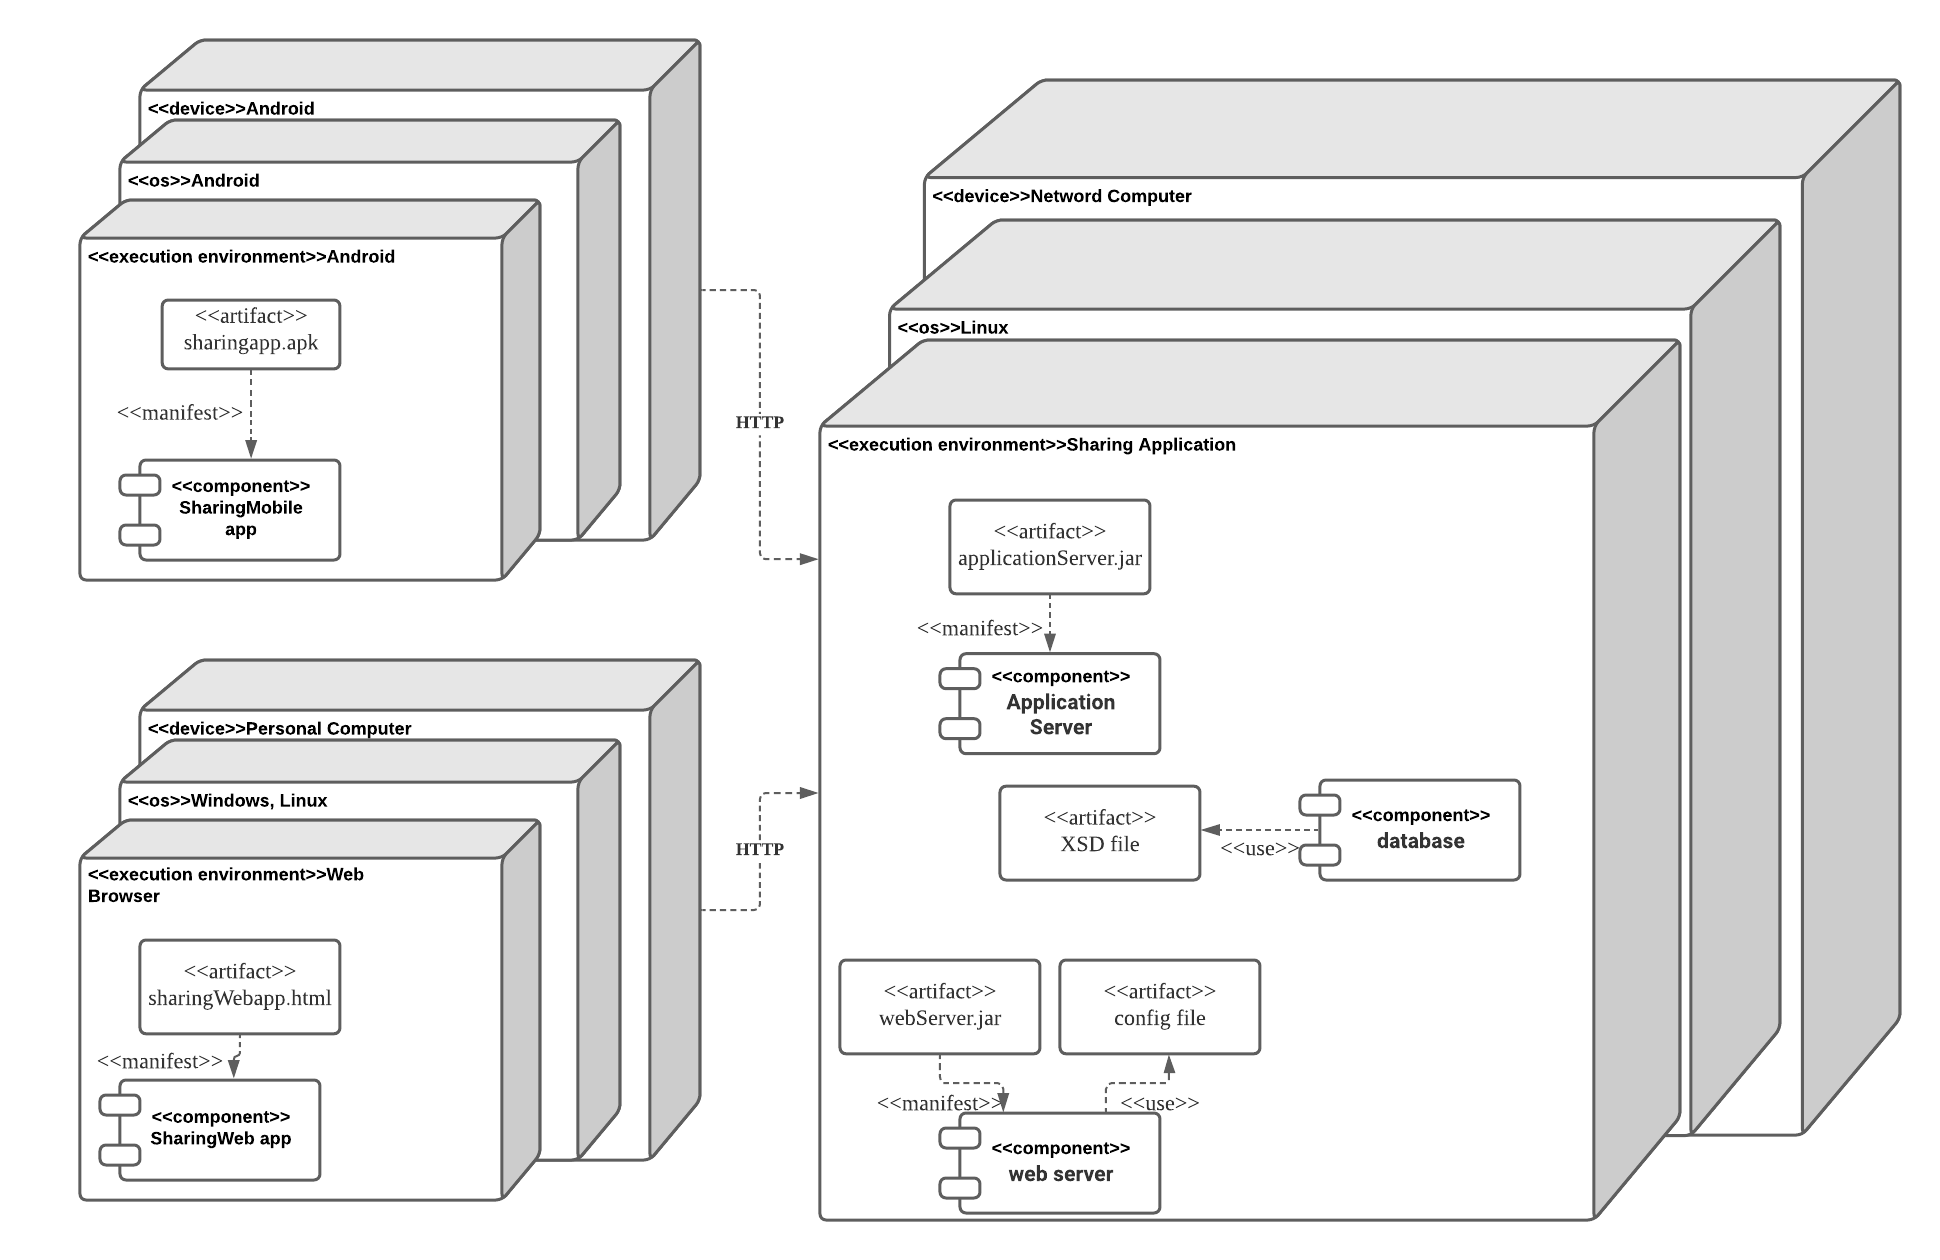 <<device>>Android
<<os>>Android
<<execution environment>>Android
<<artifact>>
sharingapp.apk
<<manifest>>
<<component>>
SharingMobile
app
HTTP
<<device>>Personal Computer
<<os>>Windows, Linux
<<execution environment>>Web
Browser
<<artifact>>
sharingWebapp.html
<<manifest>>
<<component>>
SharingWeb app
HTTP
<<device>>Netword Computer
<<os>>Linux
<<execution environment>>Sharing Application
<<artifact>>
applicationServer.jar
<<manifest>>
<<component>>
Application
Server
<<artifact>>
XSD file
<<use>>
<<component>>
database
<<artifact>>
webServer.jar
<<artifact>>
config file
<<manifest>>
<<use>>
<<component>>
web server